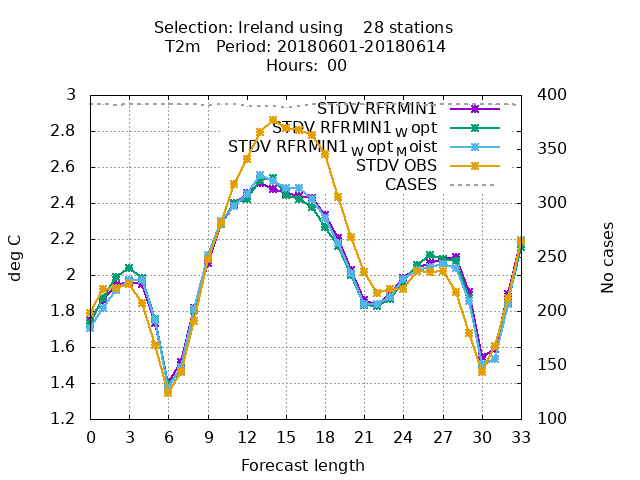 Selection: Ireland using 28 stations
T2m Period: 20180601-20180614
Hours: 00
3
2.8
2.6
2.4
2.2
2
1.8
1.6
1.4
1.2
deg C
400
350
300
250
200
150
100
No cases
STDV RFRMIN1
STDV RFRMIN1_W opt
STDV RFRMIN1_W opt_M oist
STDV OBS
CASES
0 3 6 9 12 15 18 21 24 27 30 33
Forecast length